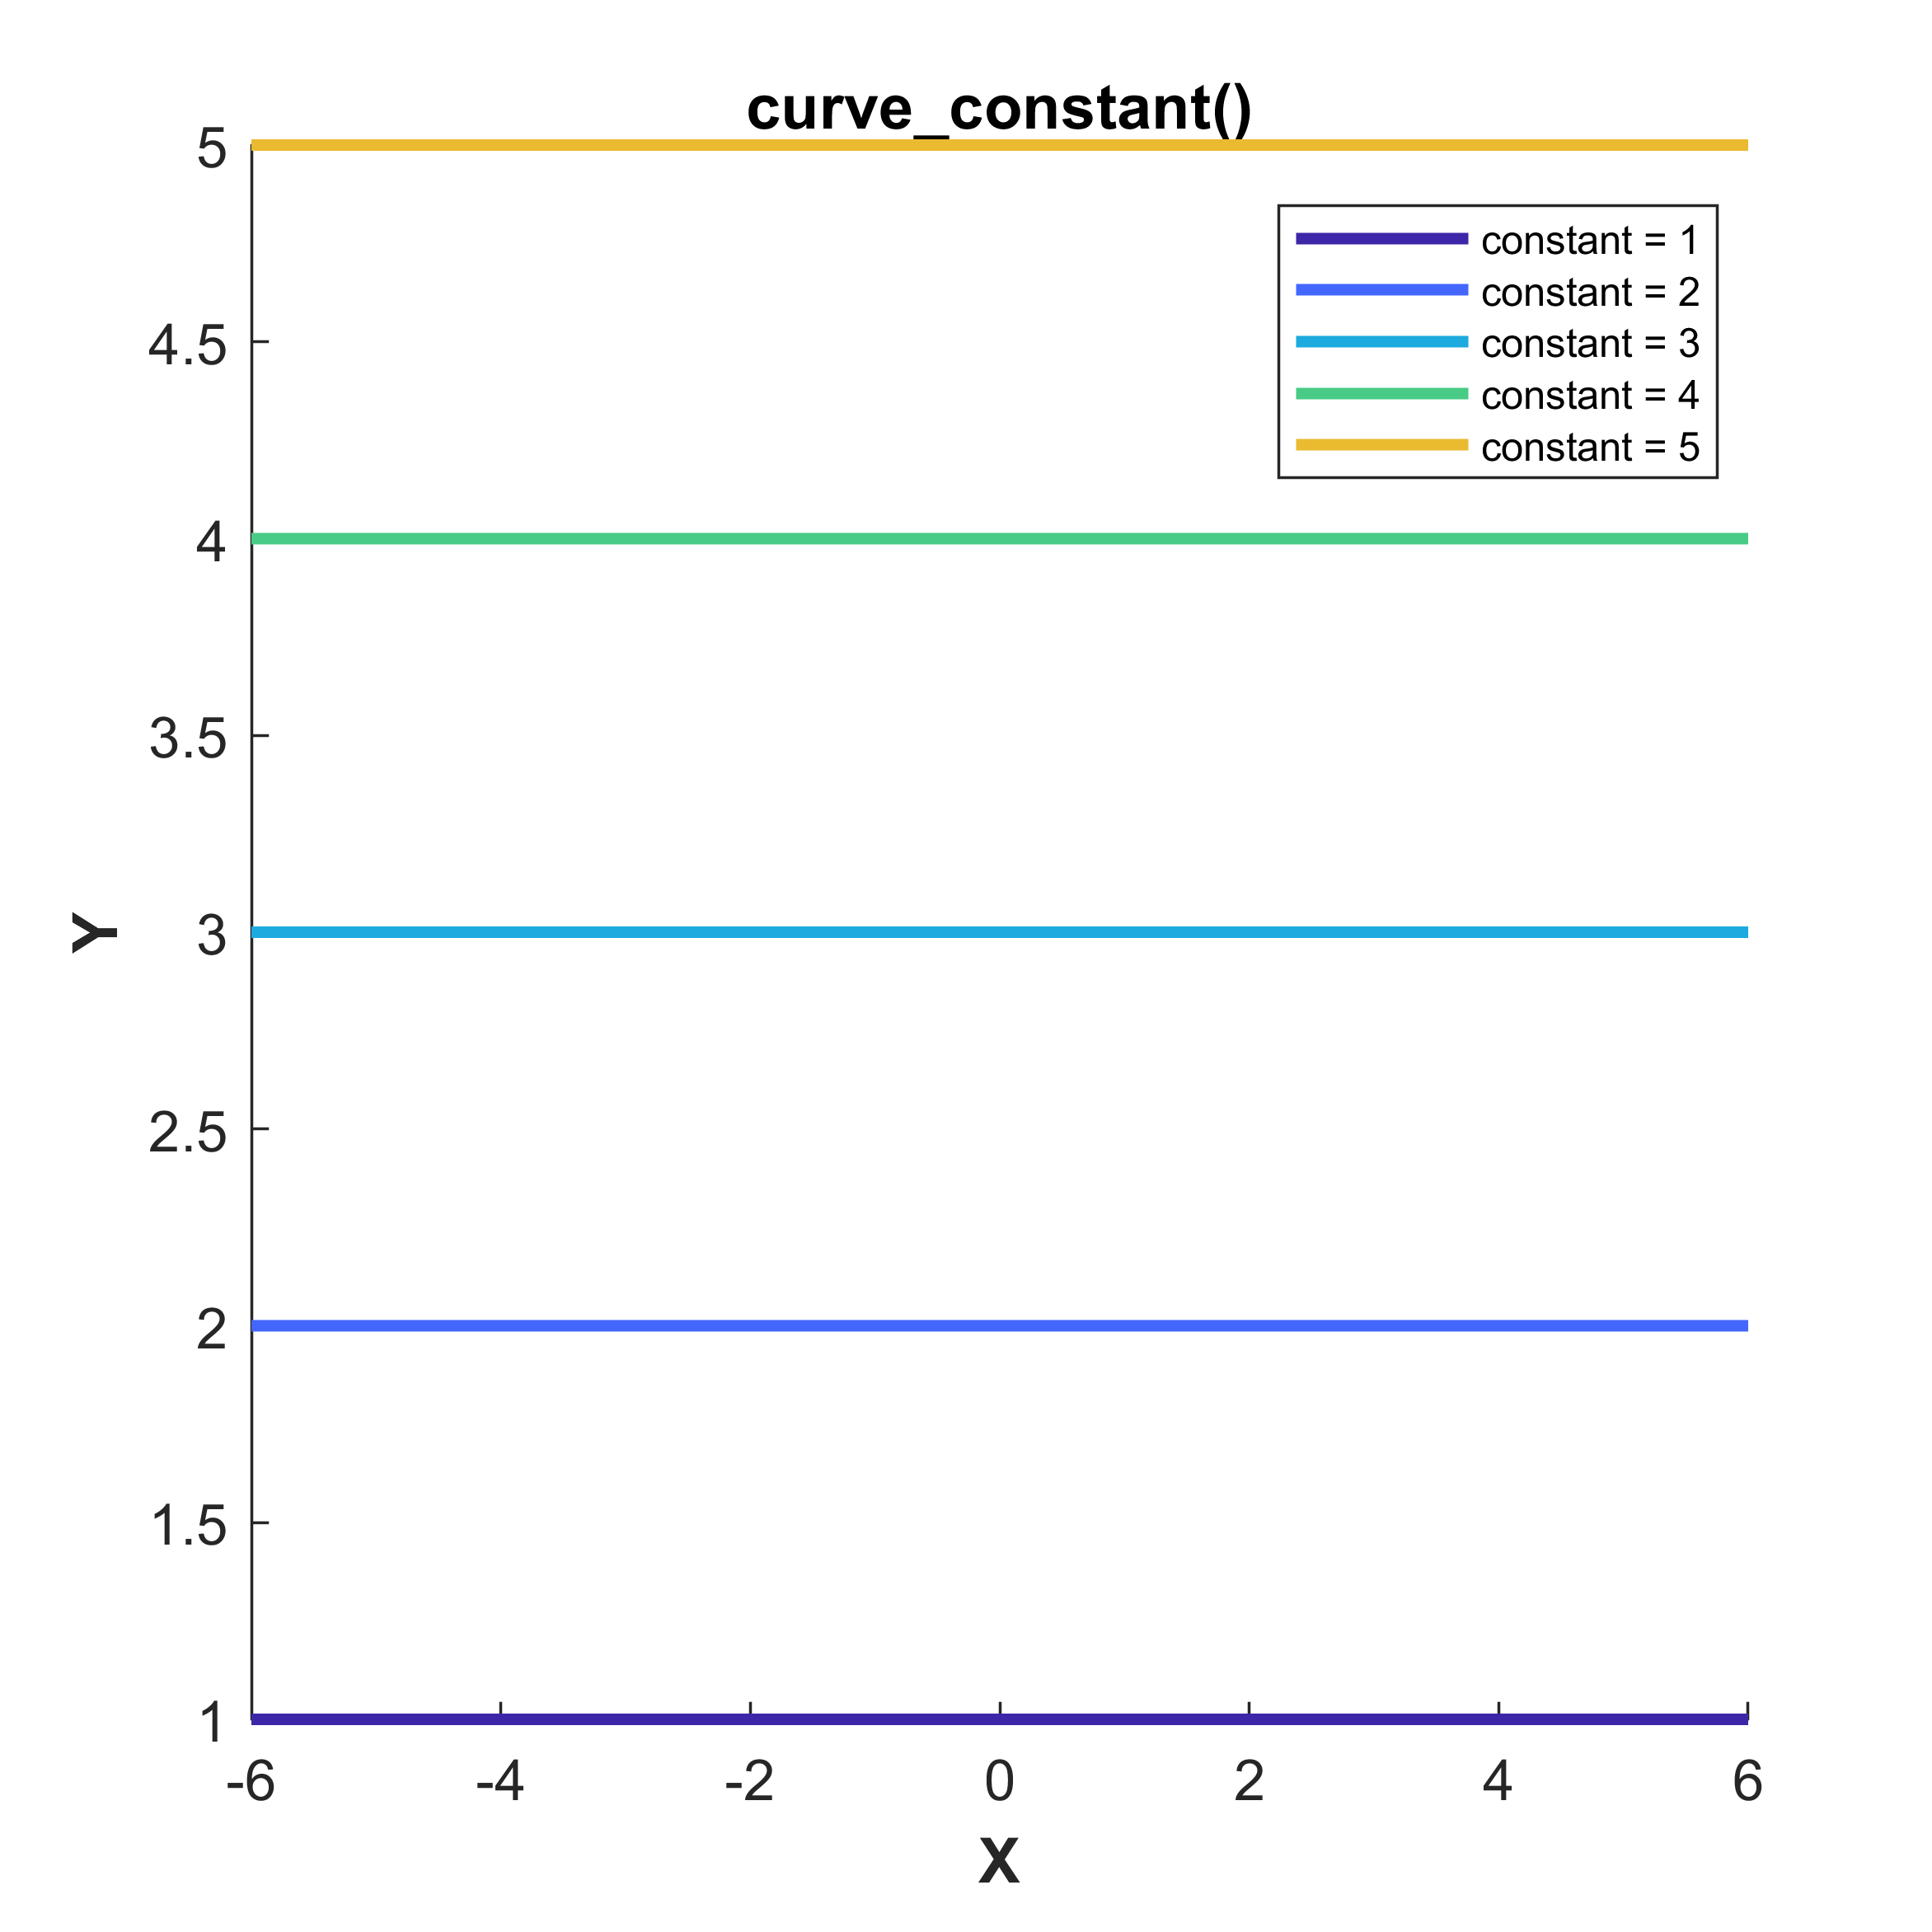 curve_constant()
5
4.5
4
3.5
3
2.5
2
1.5
1
Y
constant = 1
constant = 2
constant = 3
constant = 4
constant = 5
-6 -4 -2 0 2 4 6
X